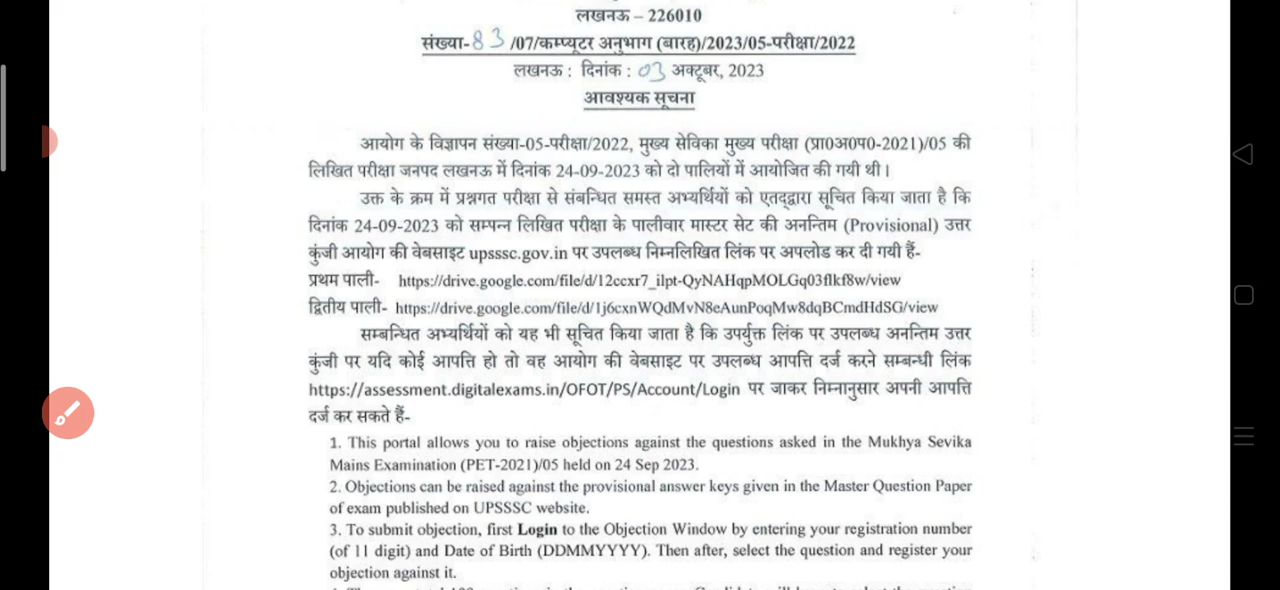 लखनऊ – 226010
संख्या- 83 /07/कम्प्यूटर अनुभाग (बारह)/2023/05-परीक्षा/2022
लखनऊ : दिनांक : 03 अक्टूबर, 2023
आवश्यक सूचना
आयोग के विज्ञापन संख्या-05-परीक्षा/2022, मुख्य सेविका मुख्य परीक्षा (प्रा0अ0प0-2021)/05 की
लिखित परीक्षा जनपद लखनऊ में दिनांक 24-09-2023 को दो पालियों में आयोजित की गयी थी।
उक्त के क्रम में प्रश्नगत परीक्षा से संबन्धित समस्त अभ्यर्थियों को एतद्द्वारा सूचित किया जाता है कि
दिनांक 24-09-2023 को सम्पन्न लिखित परीक्षा के पालीवार मास्टर सेट की अनन्तिम (Provisional) उत्तर
कुंजी आयोग की वेबसाइट upsssc.gov.in पर उपलब्ध निम्नलिखित लिंक पर अपलोड कर दी गयी हैं-
प्रथम पाली- https://drive.google.com/file/d/12ccxr7_ilpt-QyNAHqpMOLGq03flkf8w/view
द्वितीय पाली- https://drive.google.com/file/d/1j6cxnWQdMvN8eAunPoqMw8dqBCmdHdSG/view
सम्बन्धित अभ्यर्थियों को यह भी सूचित किया जाता है कि उपर्युक्त लिंक पर उपलब्ध अनन्तिम उत्तर
कुंजी पर यदि कोई आपत्ति हो तो वह आयोग की वेबसाइट पर उपलब्ध आपत्ति दर्ज करने सम्बन्धी लिंक
https://assessment.digitalexams.in/OFOT/PS/Account/Login पर जाकर निम्नानुसार अपनी आपत्ति
दर्ज कर सकते हैं-
1. This portal allows you to raise objections against the questions asked in the Mukhya Sevika
Mains Examination (PET-2021)/05 held on 24 Sep 2023.
2. Objections can be raised against the provisional answer keys given in the Master Question Paper
of exam published on UPSSSC website.
3. To submit objection, first Login to the Objection Window by entering your registration number
(of 11 digit) and Date of Birth (DDMMYYYY). Then after, select the question and register your
objection against it.